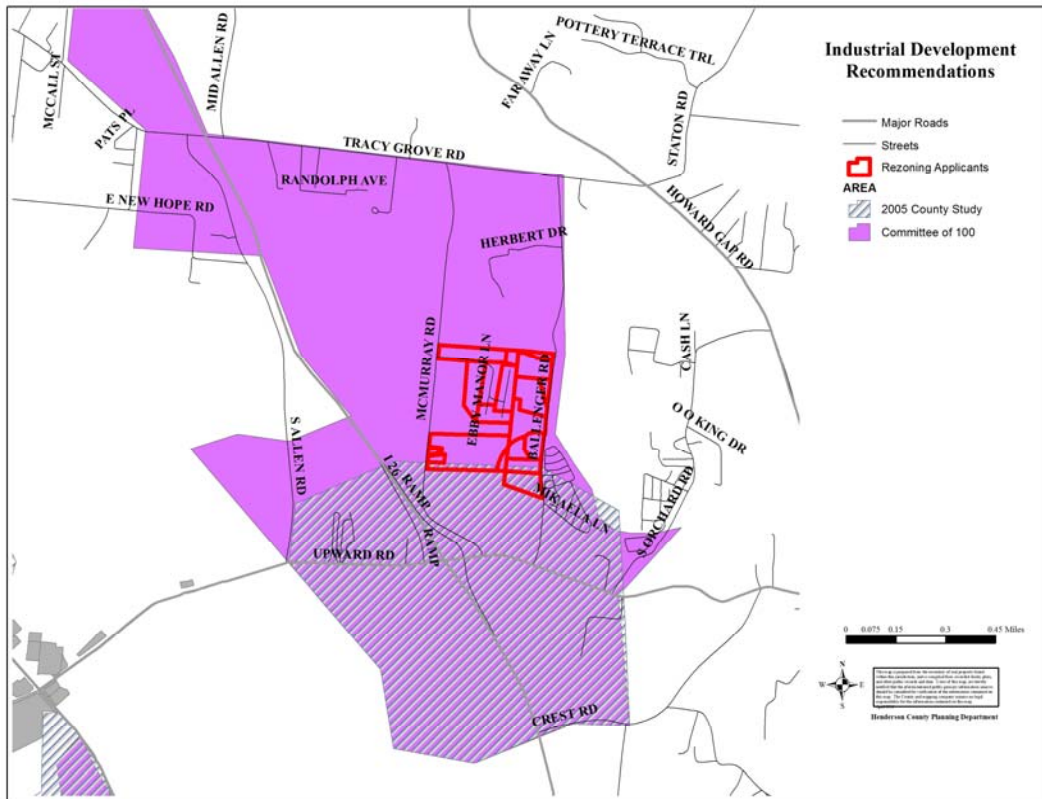 Industrial Development
Recommendations
Major Roads
Streets
Rezoning Applicants
AREA
2005 County Study
Committee of 100
POTTERY TERRACE TRL
FARAWAY LN
MID ALLEN RD
MCCALL ST
PATS PL
STATON RD
TRACY GROVE RD
RANDOLPH AVE
E NEW HOPE RD
HOWARD GAP RD
HERBERT DR
MCMURRAY RD
EBBY MANOR LN
BALLENGER RD
CASH LN
O O KING DR
S ALLEN RD
I 26
RAMP
RAMP
MIKAELA LN
S ORCHARD RD
UPWARD RD
CREST RD
0 0.075 0.15 0.3 0.45 Miles
N
W E
S
Henderson County Planning Department